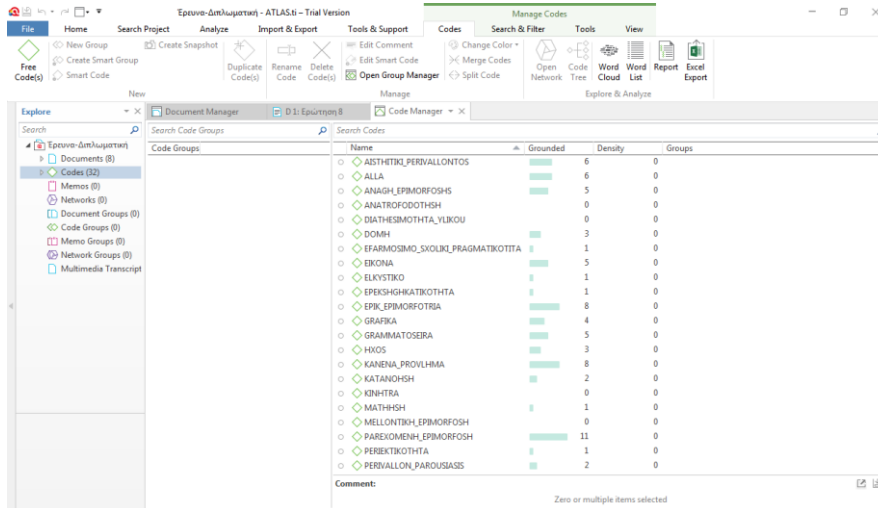 Έρευνα-Διπλωματική - ATLAS.ti – Trial Version
Manage Codes
File Home Search Project Analyze Import & Export Tools & Support Codes Search & Filter Tools View
New Group
Create Smart Group
Smart Code
Create Snapshot
Free Code(s)
Duplicate Code(s)
Rename Code
Delete Code(s)
Edit Comment
Edit Smart Code
Open Group Manager
Change Color
Merge Codes
Split Code
Open Network
Code Tree
Word Cloud
Word List
Report
Excel Export
New Manage Explore & Analyze
Explore
Document Manager D 1: Ερώτηση 8 Code Manager
Search
Search Code Groups
Search Codes
Έρευνα-Διπλωματική
Documents (8)
Codes (32)
Memos (0)
Networks (0)
Document Groups (0)
Code Groups (0)
Memo Groups (0)
Network Groups (0)
Multimedia Transcript
Code Groups
Name Grounded Density Groups
AISTHITIKI_PERIVALLONTOS 6 0
ALLA 6 0
ANAGH_EPIMORFOSHS 5 0
ANATROFODOTHSH 0 0
DIATHESIMOTHTA_YLIKOU 0 0
DOMH 3 0
EFARMOSIMO_SXOLIKI_PRAGMATIKOTITA 1 0
EIKONA 5 0
ELKYSTIKO 1 0
EPEKSHGHKATIKOTHTA 1 0
EPIK_EPIMORFOTRIA 8 0
GRAFIKA 4 0
GRAMMATOSEIRA 5 0
HXOS 3 0
KANENA_PROVLHMA 8 0
KATANOHSH 2 0
KINHTRA 0 0
MATHHSH 1 0
MELLONTIKH_EPIMORFOSH 0 0
PAREXOMENH_EPIMORFOSH 11 0
PERIEKTIKOTHTA 1 0
PERIVALLON_PAROUSIASIS 2 0
Comment:
Zero or multiple items selected